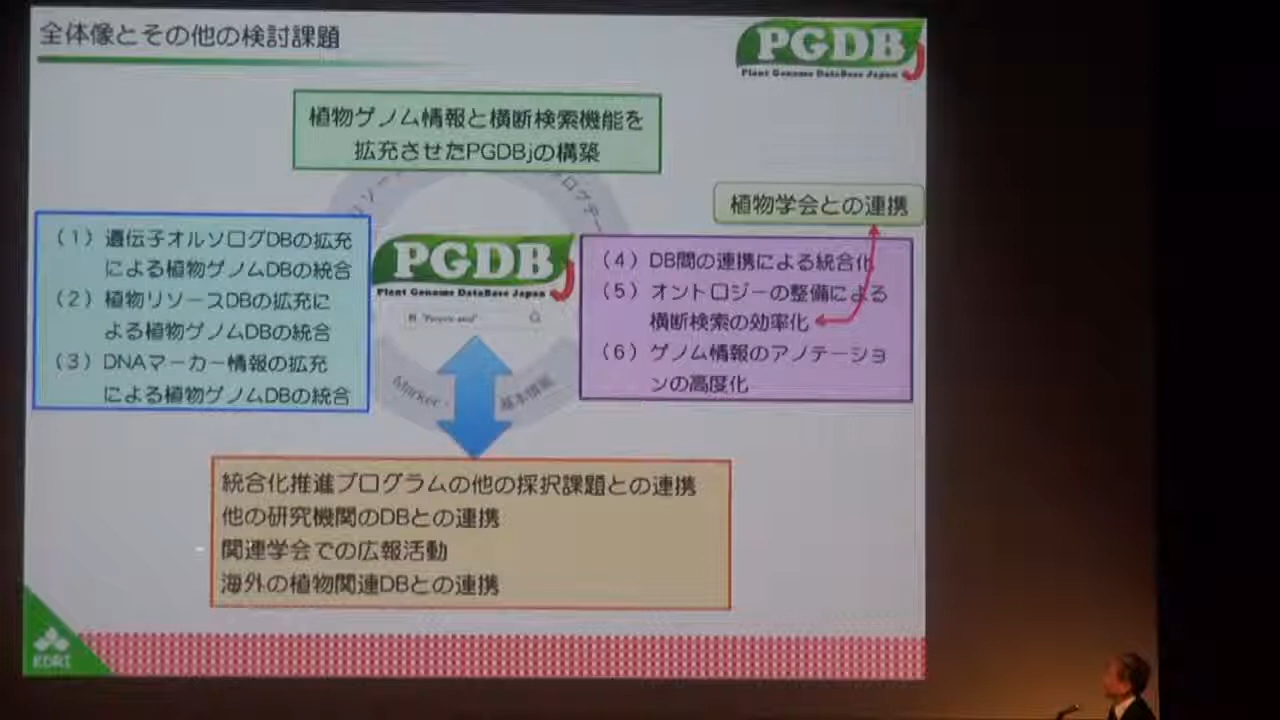 全体像とその他の検討課題
PGDBj
Plant Genome DataBase Japan
植物ゲノム情報と横断検索機能を
拡充させたPGDBjの構築
植物学会との連携
（1）遺伝子オルソログDBの拡充
による植物ゲノムDBの統合
（2）植物リソースDBの拡充に
よる植物ゲノムDBの統合
（3）DNAマーカー情報の拡充
による植物ゲノムDBの統合
PGDBj
Plant Genome DataBase Japan
Marker
基本情報
（4）DB間の連携による統合化
（5）オントロジーの整備による
横断検索の効率化
（6）ゲノム情報のアノテーショ
ンの高度化
統合化推進プログラムの他の採択課題との連携
他の研究機関のDBとの連携
関連学会での広報活動
海外の植物関連DBとの連携
KDRI